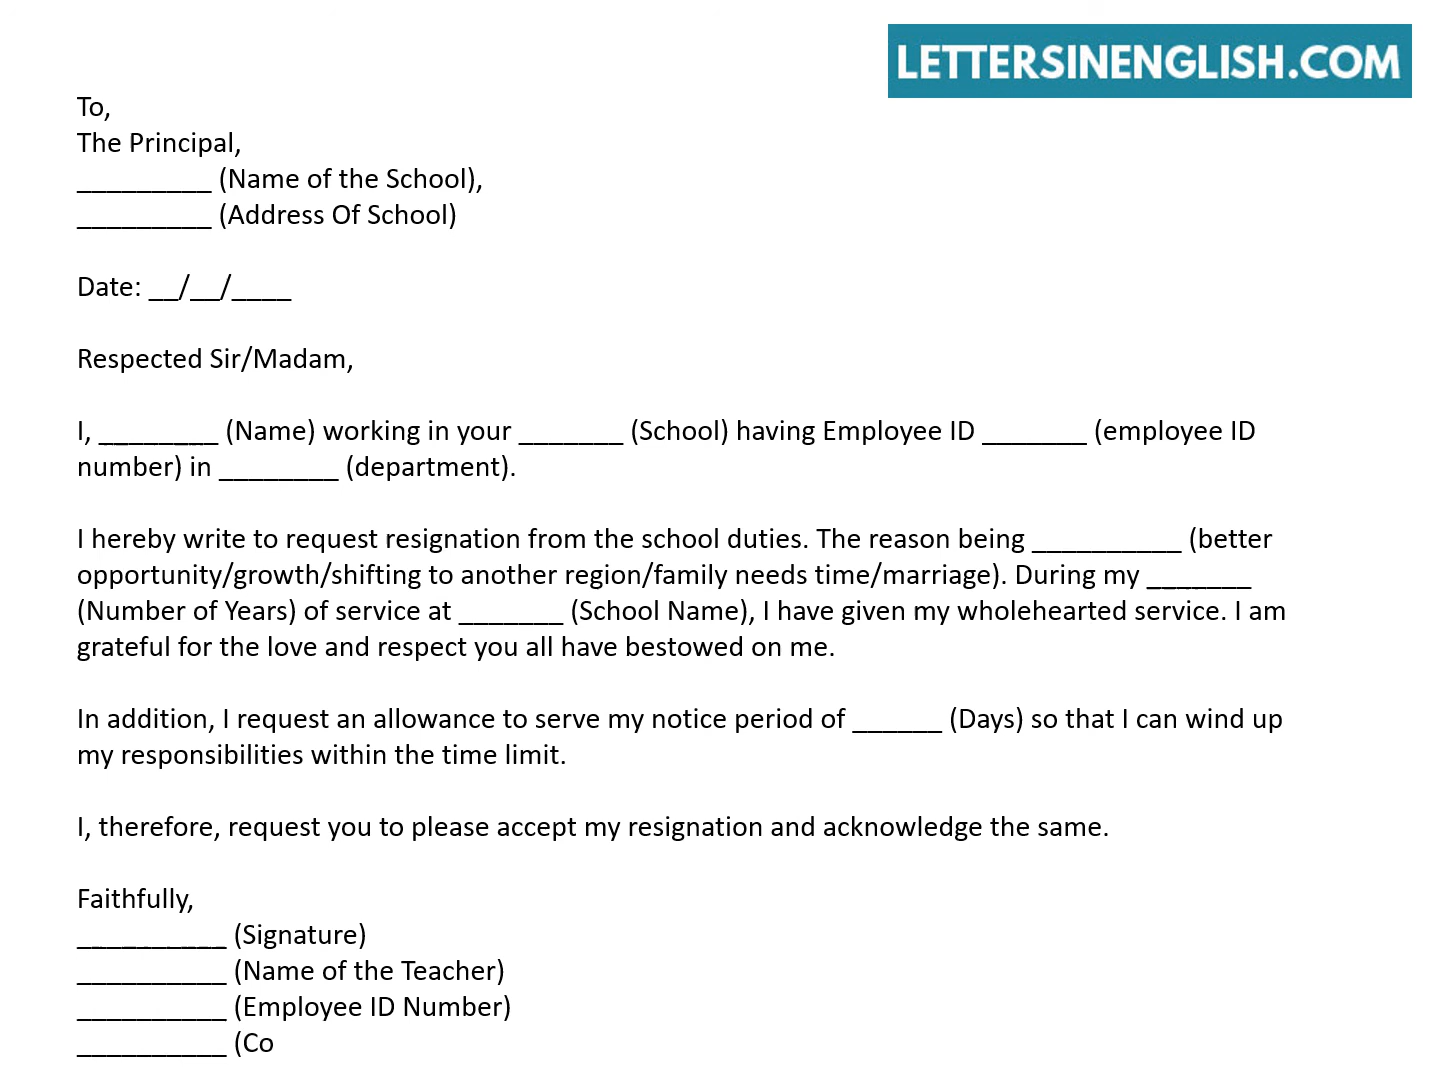 LETTERSINENGLISH.COM
To,
The Principal,
_________ (Name of the School),
_________ (Address Of School)
Date: __/__/____
Respected Sir/Madam,
I, ________ (Name) working in your _______ (School) having Employee ID _______ (employee ID
number) in ________ (department).
I hereby write to request resignation from the school duties. The reason being __________ (better
opportunity/growth/shifting to another region/family needs time/marriage). During my _______
(Number of Years) of service at _______ (School Name), I have given my wholehearted service. I am
grateful for the love and respect you all have bestowed on me.
In addition, I request an allowance to serve my notice period of ______ (Days) so that I can wind up
my responsibilities within the time limit.
I, therefore, request you to please accept my resignation and acknowledge the same.
Faithfully,
__________ (Signature)
__________ (Name of the Teacher)
__________ (Employee ID Number)
__________ (Co